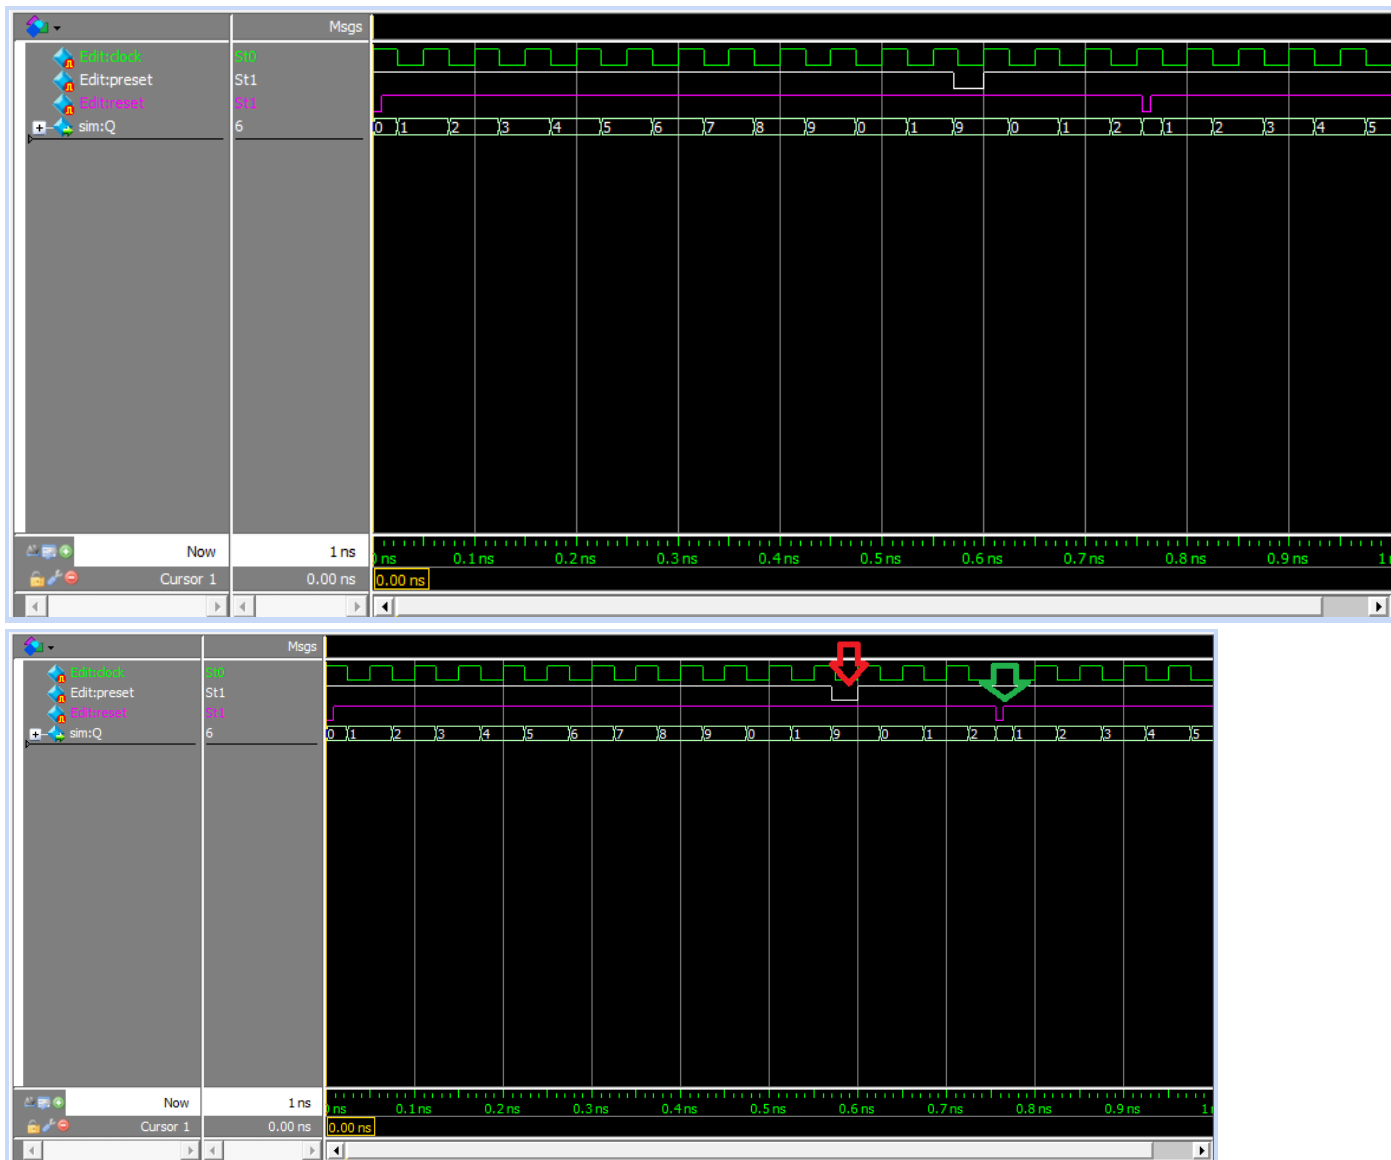 Msgs
Edit:clock St0
Edit:preset St1
Edit:reset St1
sim:Q 6 0 1 2 3 4 5 6 7 8 9 0 1 9 0 1 2 1 2 3 4 5
Now 1 ns ns 0.1 ns 0.2 ns 0.3 ns 0.4 ns 0.5 ns 0.6 ns 0.7 ns 0.8 ns 0.9 ns 1
Cursor 1 0.00 ns 0.00 ns
Msgs
Edit:clock St0
Edit:preset St1
Edit:reset St1
sim:Q 6 0 1 2 3 4 5 6 7 8 9 0 1 9 0 1 2 1 2 3 4 5
Now 1 ns ns 0.1 ns 0.2 ns 0.3 ns 0.4 ns 0.5 ns 0.6 ns 0.7 ns 0.8 ns 0.9 ns 1
Cursor 1 0.00 ns 0.00 ns